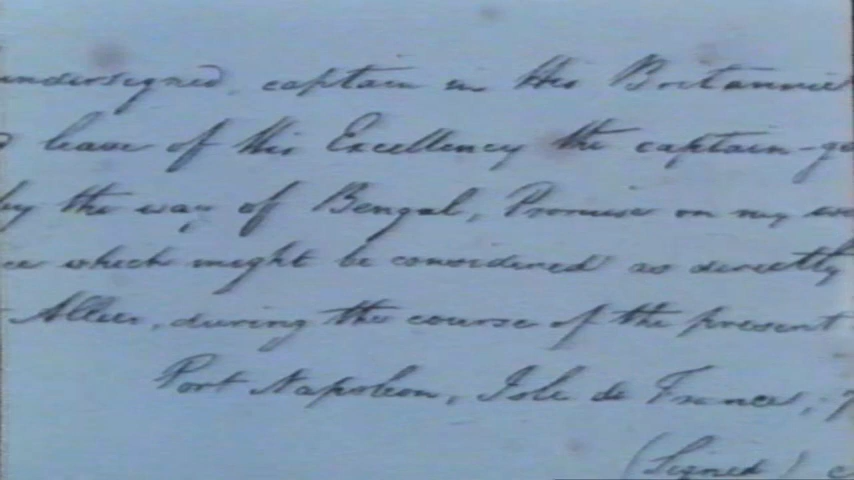 undersigned, captain in His Britannic
leave of His Excellency the captain-
by the way of Bengal, Promise on my
which might be considered as directly
Allies, during the course of the present
Port Napoleon, Isle de France,
(Signed)